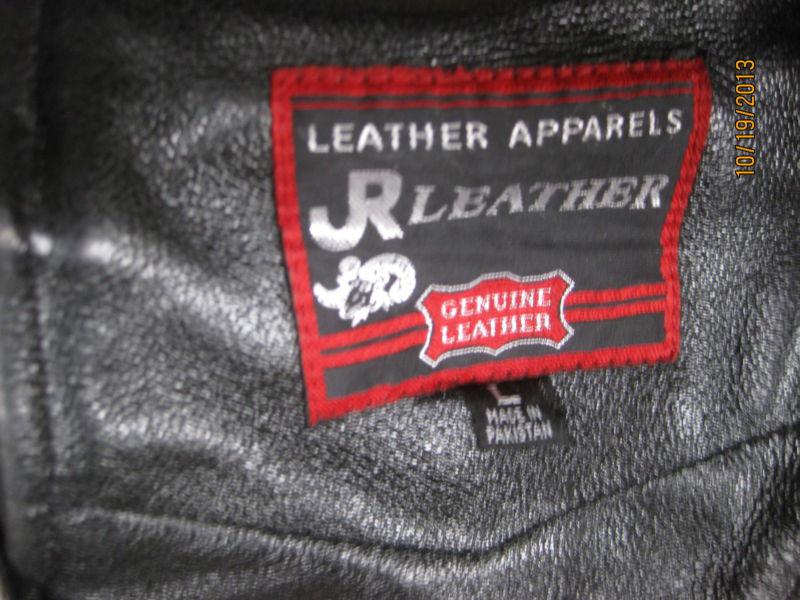 LEATHER APPARELS
JR LEATHER
GENUINE
LEATHER
L
MADE IN
PAKISTAN
10/19/2013